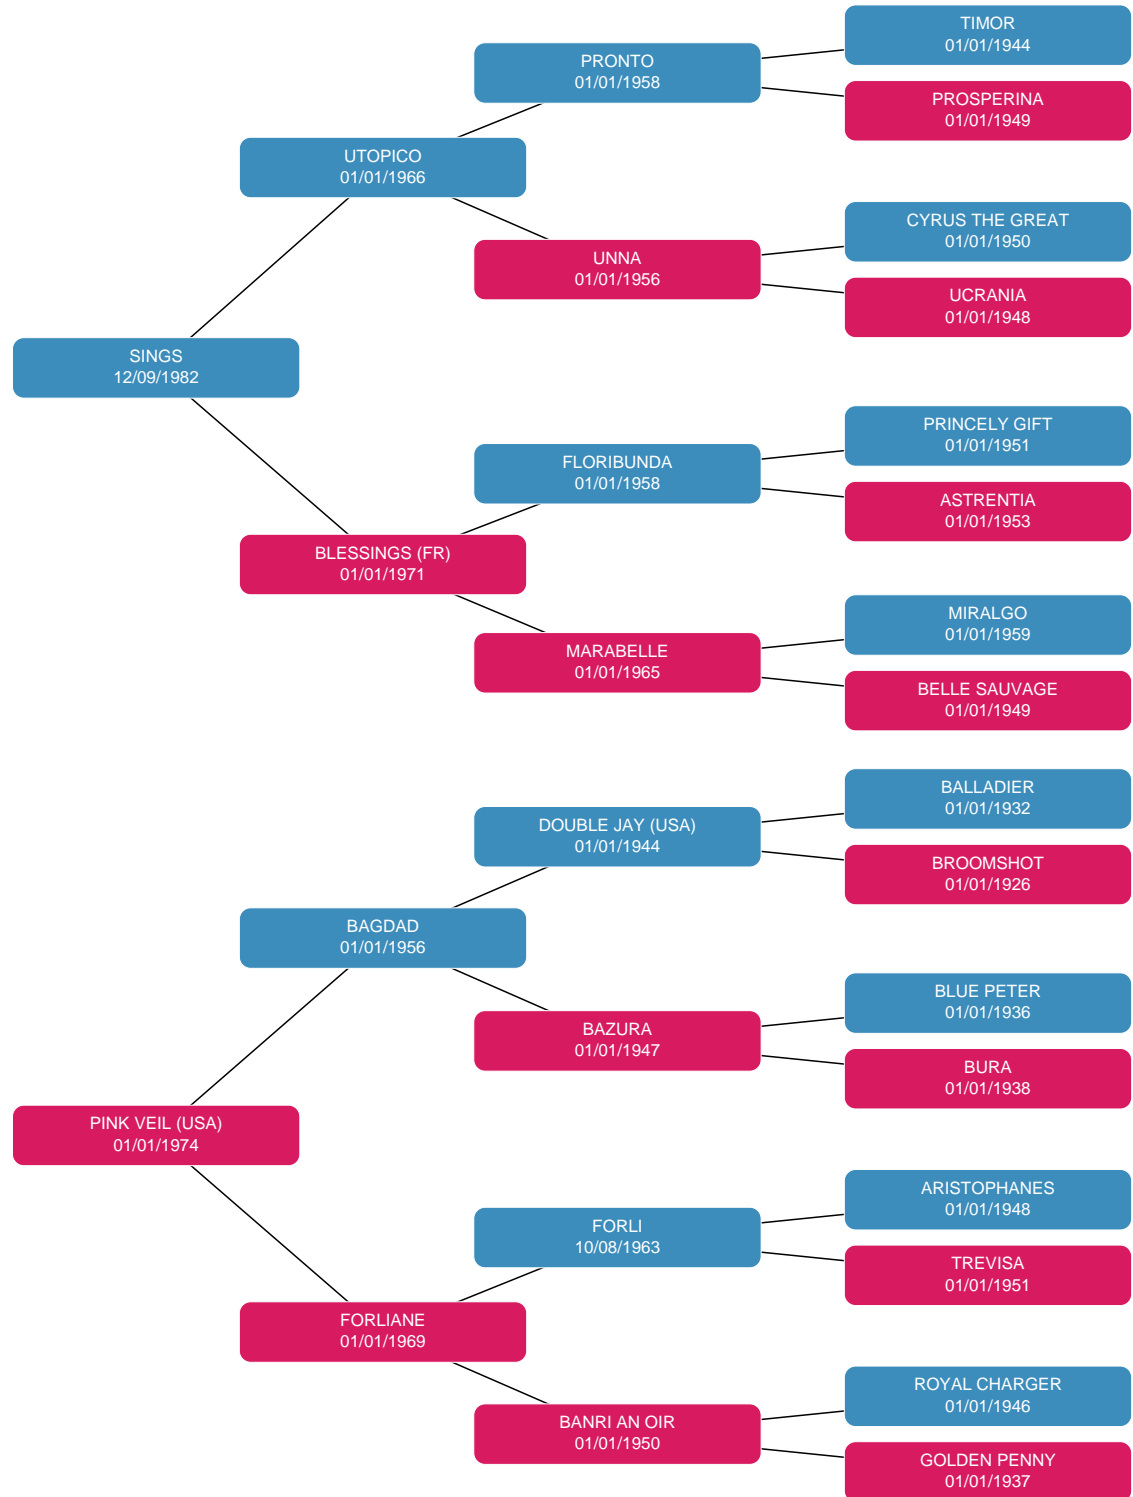 TIMOR
01/01/1944
PRONTO
01/01/1958
PROSPERINA
01/01/1949
UTOPICO
01/01/1966
CYRUS THE GREAT
01/01/1950
UNNA
01/01/1956
UCRANIA
01/01/1948
SINGS
12/09/1982
PRINCELY GIFT
01/01/1951
FLORIBUNDA
01/01/1958
ASTRENTIA
01/01/1953
BLESSINGS (FR)
01/01/1971
MIRALGO
01/01/1959
MARABELLE
01/01/1965
BELLE SAUVAGE
01/01/1949
BALLADIER
01/01/1932
DOUBLE JAY (USA)
01/01/1944
BROOMSHOT
01/01/1926
BAGDAD
01/01/1956
BLUE PETER
01/01/1936
BAZURA
01/01/1947
BURA
01/01/1938
PINK VEIL (USA)
01/01/1974
ARISTOPHANES
01/01/1948
FORLI
10/08/1963
TREVISA
01/01/1951
FORLIANE
01/01/1969
ROYAL CHARGER
01/01/1946
BANRI AN OIR
01/01/1950
GOLDEN PENNY
01/01/1937